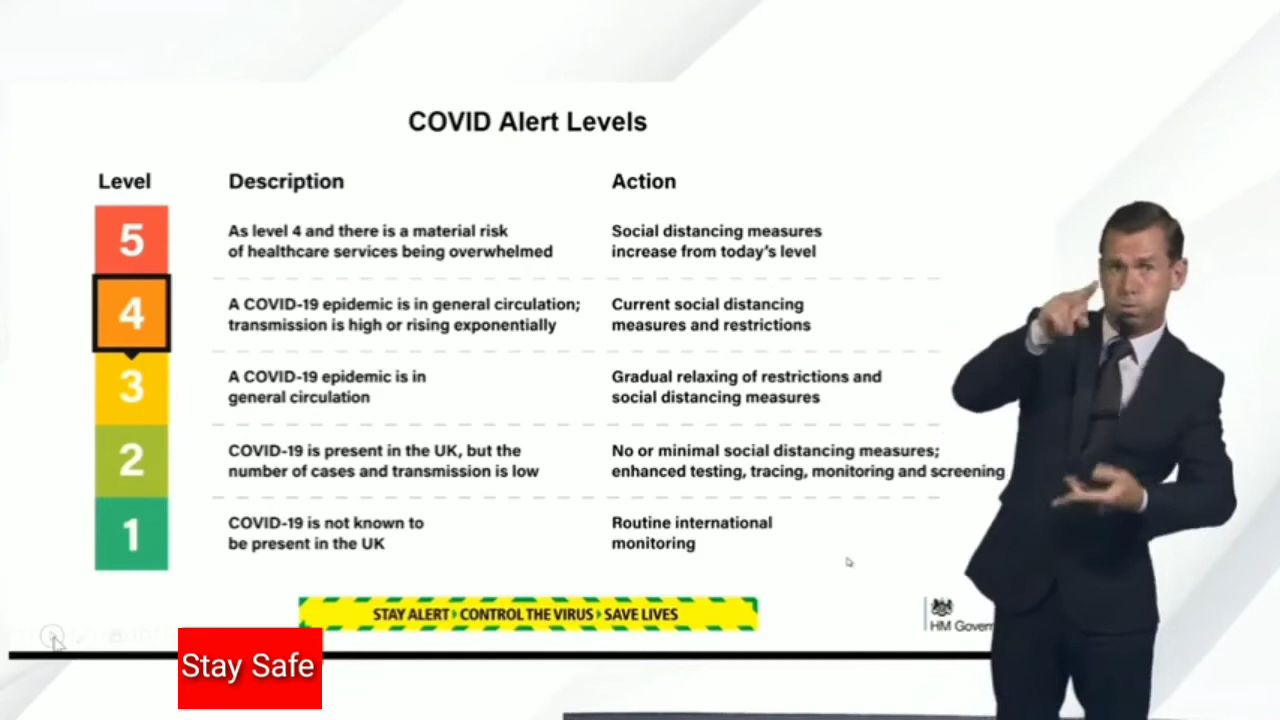 COVID Alert Levels
Level Description Action
5 As level 4 and there is a material risk Social distancing measures
of healthcare services being overwhelmed increase from today's level
4 A COVID-19 epidemic is in general circulation; Current social distancing
transmission is high or rising exponentially measures and restrictions
3 A COVID-19 epidemic is in Gradual relaxing of restrictions and
general circulation social distancing measures
2 COVID-19 is present in the UK, but the No or minimal social distancing measures;
number of cases and transmission is low enhanced testing, tracing, monitoring and screening
1 COVID-19 is not known to Routine international
be present in the UK monitoring
STAY ALERT CONTROL THE VIRUS SAVE LIVES
HM Govern
Stay Safe